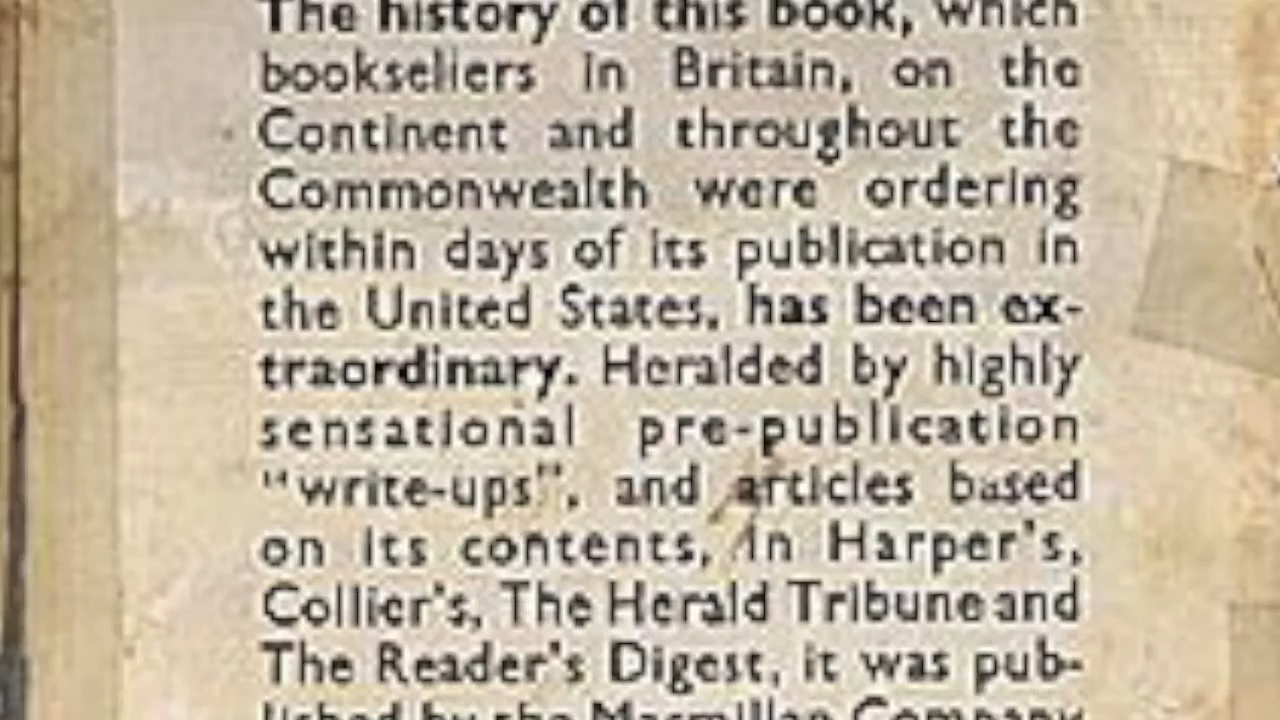 The history of this book, which
booksellers in Britain, on the
Continent and throughout the
Commonwealth were ordering
within days of its publication in
the United States, has been ex-
traordinary. Heralded by highly
sensational pre-publication
“write-ups”, and articles based
on its contents, in Harper's,
Collier's, The Herald Tribune and
The Reader's Digest, it was pub-
lished by the Macmillan Company